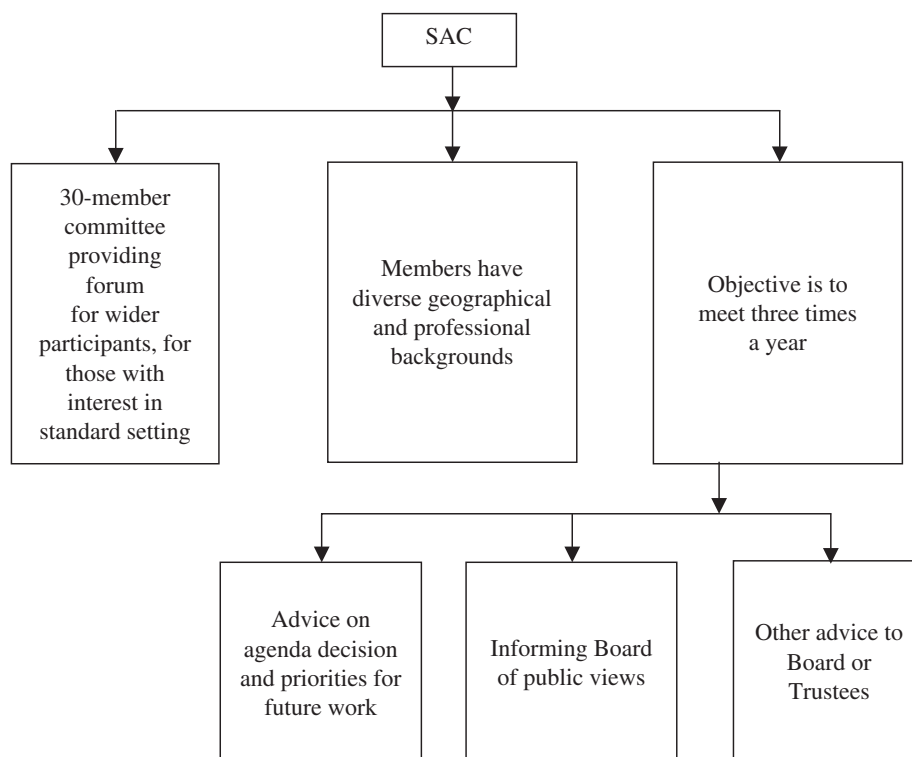 SAC
30-member
committee
providing
forum
for wider
participants, for
those with
interest in
standard setting
Members have
diverse geographical
and professional
backgrounds
Objective is to
meet three times
a year
Advice on
agenda decision
and priorities for
future work
Informing Board
of public views
Other advice to
Board or
Trustees